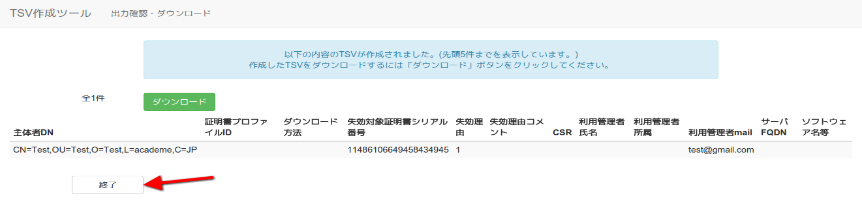 TSV作成ツール 出力確認・ダウンロード
以下の内容のTSVが作成されました。(先頭5件までを表示しています。)
作成したTSVをダウンロードするには「ダウンロード」ボタンをクリックしてください。
全1件 ダウンロード
主体者DN 証明書プロファイルID ダウンロード方法 失効対象証明書シリアル番号 失効理由 失効理由コメント CSR 利用管理者氏名 利用管理者所属 利用管理者mail サーバFQDN ソフトウェア名等
CN=Test,OU=Test,O=Test,L=academe,C=JP 11486106649458434945 1 test@gmail.com
終了